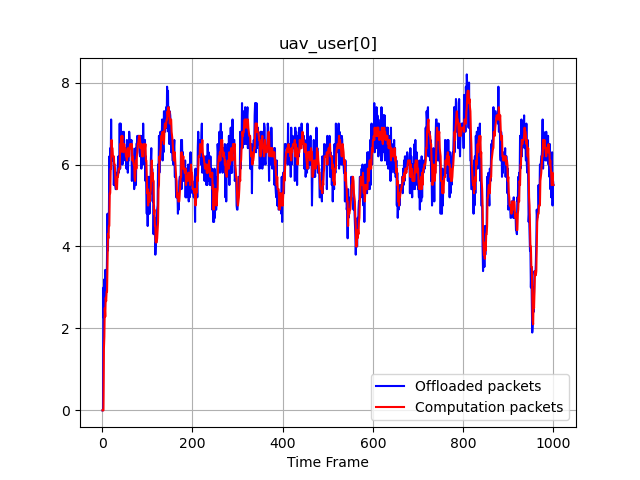 uav_user[0]
8
6
4
2
0
Offloaded packets
Computation packets
0 200 400 600 800 1000
Time Frame